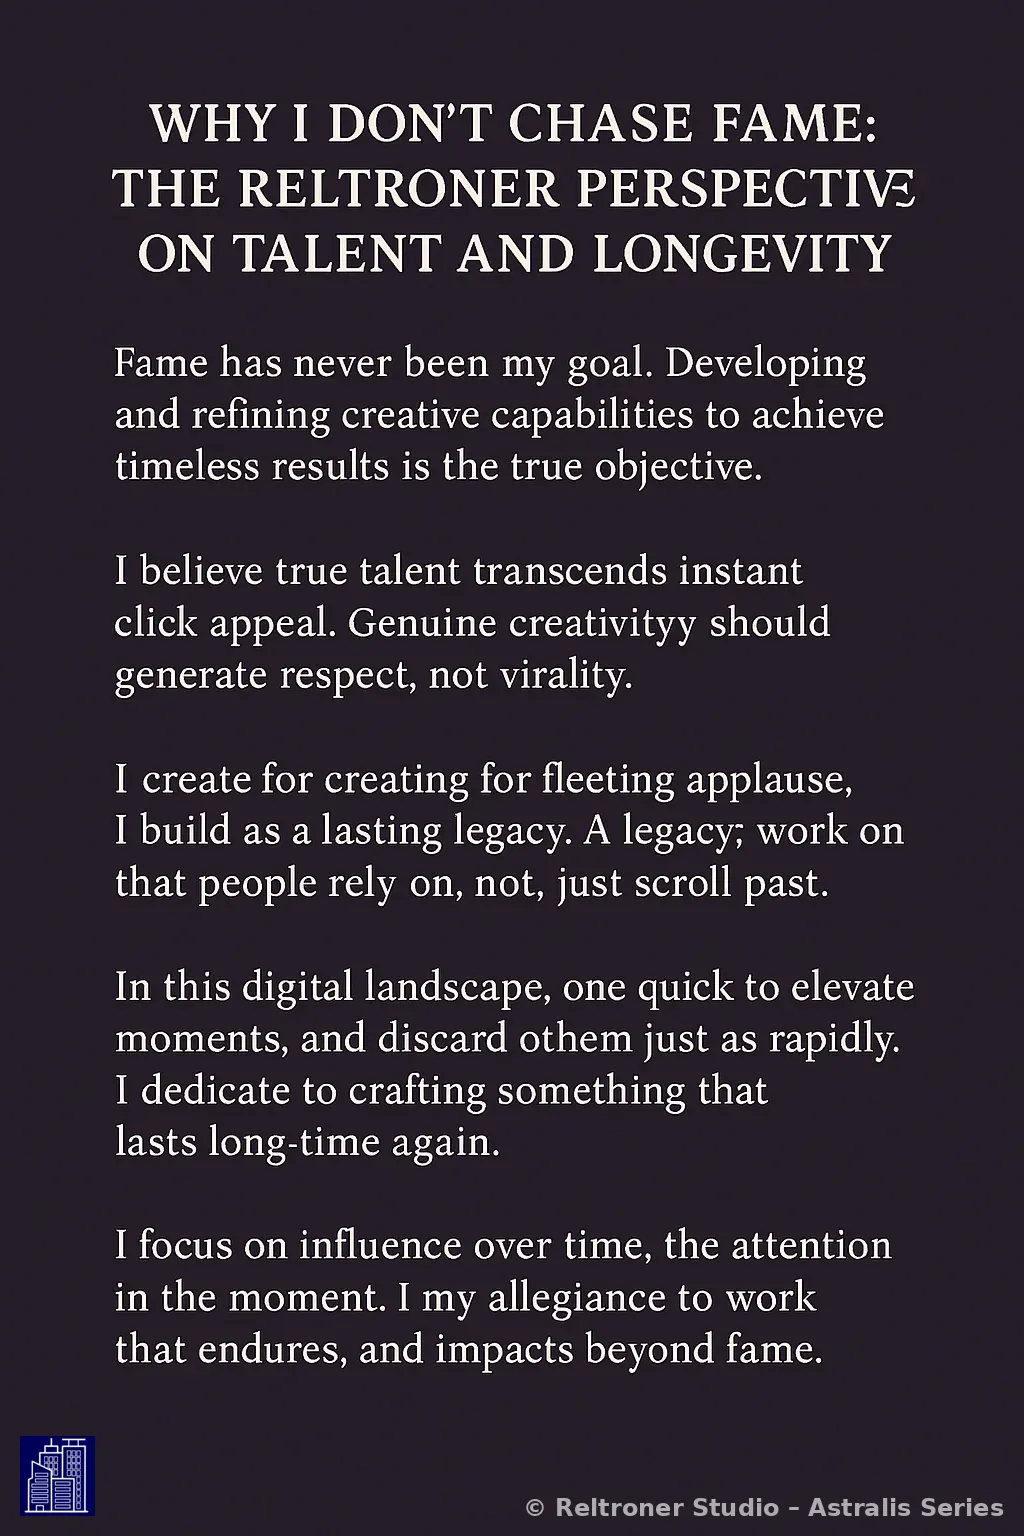 WHY I DON'T CHASE FAME:
THE RELTRONER PERSPECTIVE
ON TALENT AND LONGEVITY
Fame has never been my goal. Developing
and refining creative capabilities to achieve
timeless results is the true objective.
I believe true talent transcends instant
click appeal. Genuine creativityy should
generate respect, not virality.
I create for creating for fleeting applause,
I build as a lasting legacy. A legacy; work on
that people rely on, not, just scroll past.
In this digital landscape, one quick to elevate
moments, and discard othem just as rapidly.
I dedicate to crafting something that
lasts long-time again.
I focus on influence over time, the attention
in the moment. I my allegiance to work
that endures, and impacts beyond fame.
© Reltroner Studio – Astralis Series